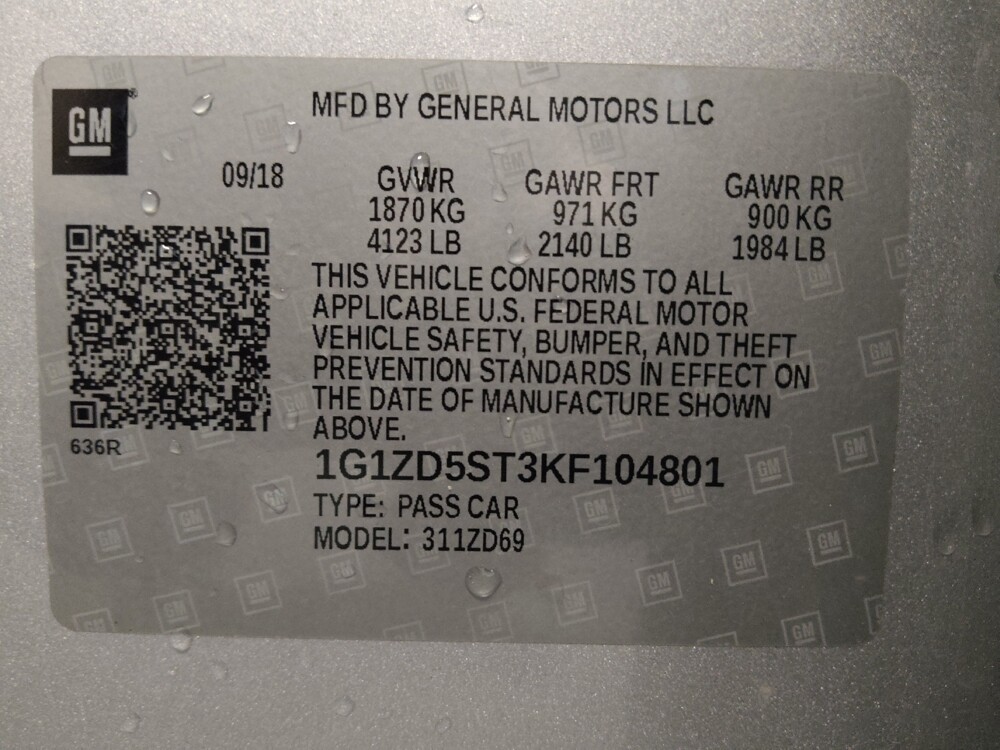 GM
MFD BY GENERAL MOTORS LLC
09/18
GVWR GAWR FRT GAWR RR
1870 KG 971 KG 900 KG
4123 LB 2140 LB 1984 LB
THIS VEHICLE CONFORMS TO ALL
APPLICABLE U.S. FEDERAL MOTOR
VEHICLE SAFETY, BUMPER, AND THEFT
PREVENTION STANDARDS IN EFFECT ON
THE DATE OF MANUFACTURE SHOWN
ABOVE.
636R
1G1ZD5ST3KF104801
TYPE: PASS CAR
MODEL: 311ZD69